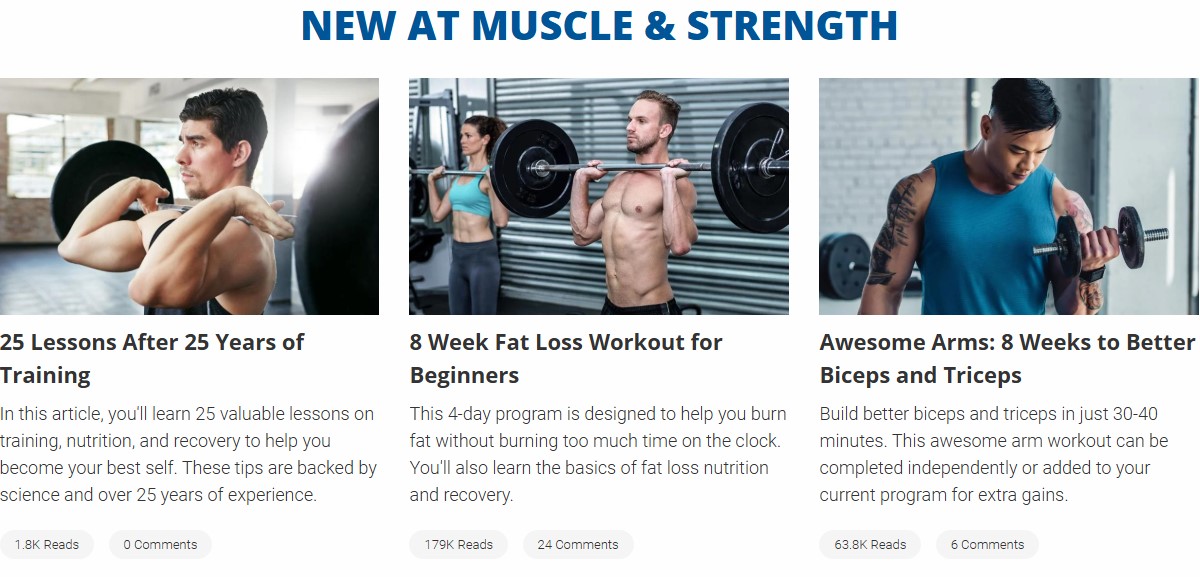 NEW AT MUSCLE & STRENGTH
25 Lessons After 25 Years of
Training
In this article, you'll learn 25 valuable lessons on
training, nutrition, and recovery to help you
become your best self. These tips are backed by
science and over 25 years of experience.
1.8K Reads
0 Comments
8 Week Fat Loss Workout for
Beginners
This 4-day program is designed to help you burn
fat without burning too much time on the clock.
You'll also learn the basics of fat loss nutrition
and recovery.
179K Reads
24 Comments
Awesome Arms: 8 Weeks to Better
Biceps and Triceps
Build better biceps and triceps in just 30-40
minutes. This awesome arm workout can be
completed independently or added to your
current program for extra gains.
63.8K Reads
6 Comments